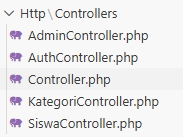 Http\Controllers
AdminController.php
AuthController.php
Controller.php
KategoriController.php
SiswaController.php